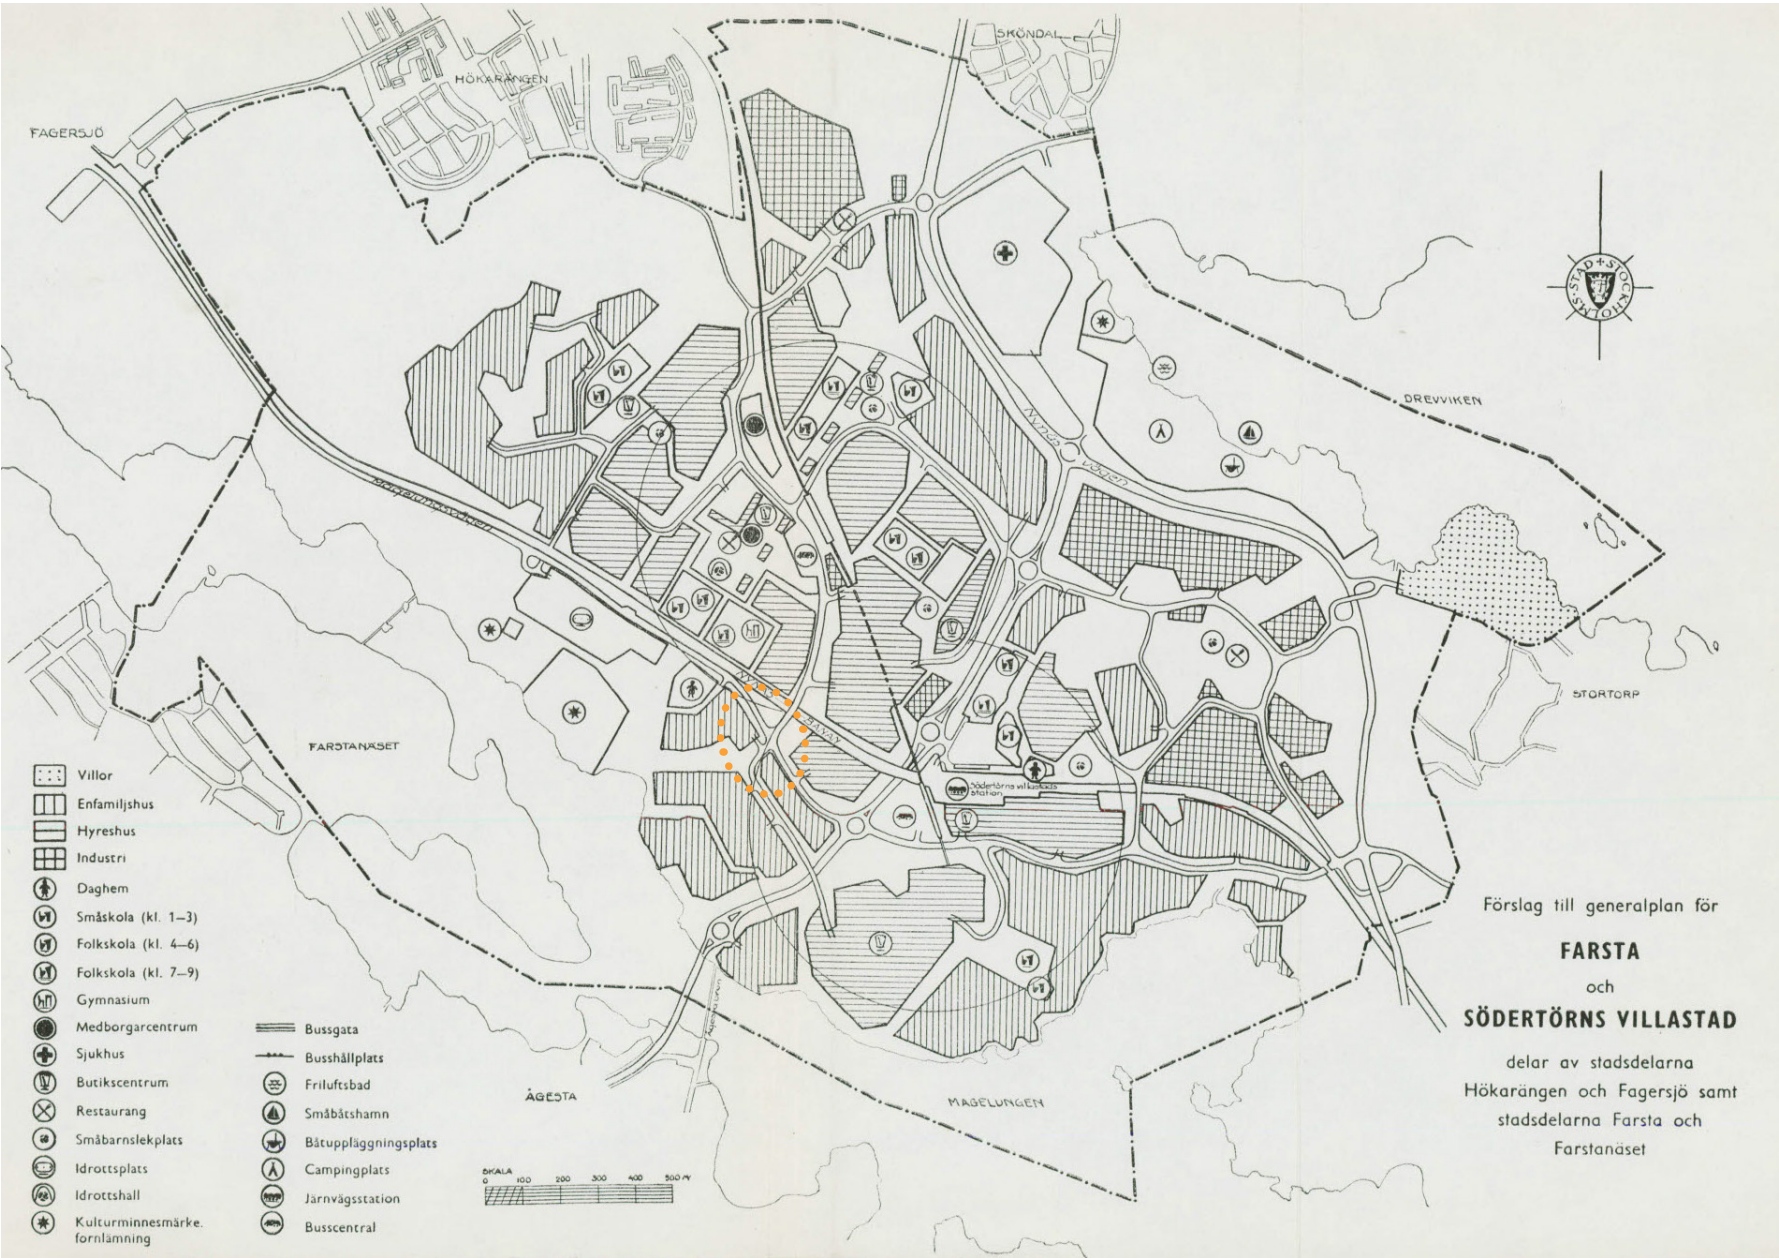 FAGERSJÖ
HÖKARÄNGEN
SKÖNDAL
STOCKHOLMS STAD
DREVVIKEN
Nynäs
vägen
Magelungsvägen
STORTORP
FARSTANÄSET
Södertörns villastads
station
ÅGESTA
MAGELUNGEN
Villor
Enfamiljshus
Hyreshus
Industri
Daghem
Småskola (kl. 1—3)
Folkskola (kl. 4—6)
Folkskola (kl. 7—9)
Gymnasium
Medborgarcentrum
Sjukhus
Butikscentrum
Restaurang
Småbarnslekplats
Idrottsplats
Idrottshall
Kulturminnesmärke.
fornlämning
Bussgata
Busshållplats
Friluftsbad
Småbåtshamn
Båtuppläggningsplats
Campingplats
Järnvägsstation
Busscentral
SKALA
0 100 200 300 400 500 M
Förslag till generalplan för
FARSTA
och
SÖDERTÖRNS VILLASTAD
delar av stadsdelarna
Hökarängen och Fagersjö samt
stadsdelarna Farsta och
Farstanäset